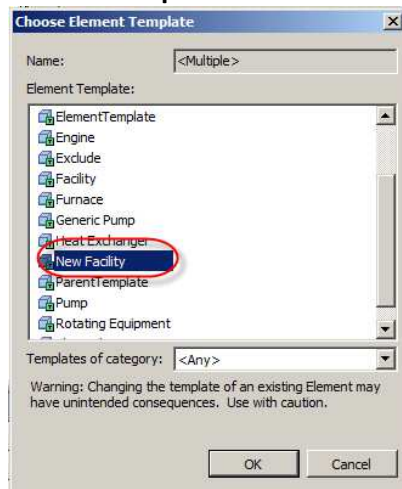 Choose Element Template
Name: <Multiple>
Element Template:
ElementTemplate
Engine
Exclude
Facility
Furnace
Generic Pump
Heat Exchanger
New Facility
ParentTemplate
Pump
Rotating Equipment
Templates of category: <Any>
Warning: Changing the template of an existing Element may
have unintended consequences. Use with caution.
OK Cancel